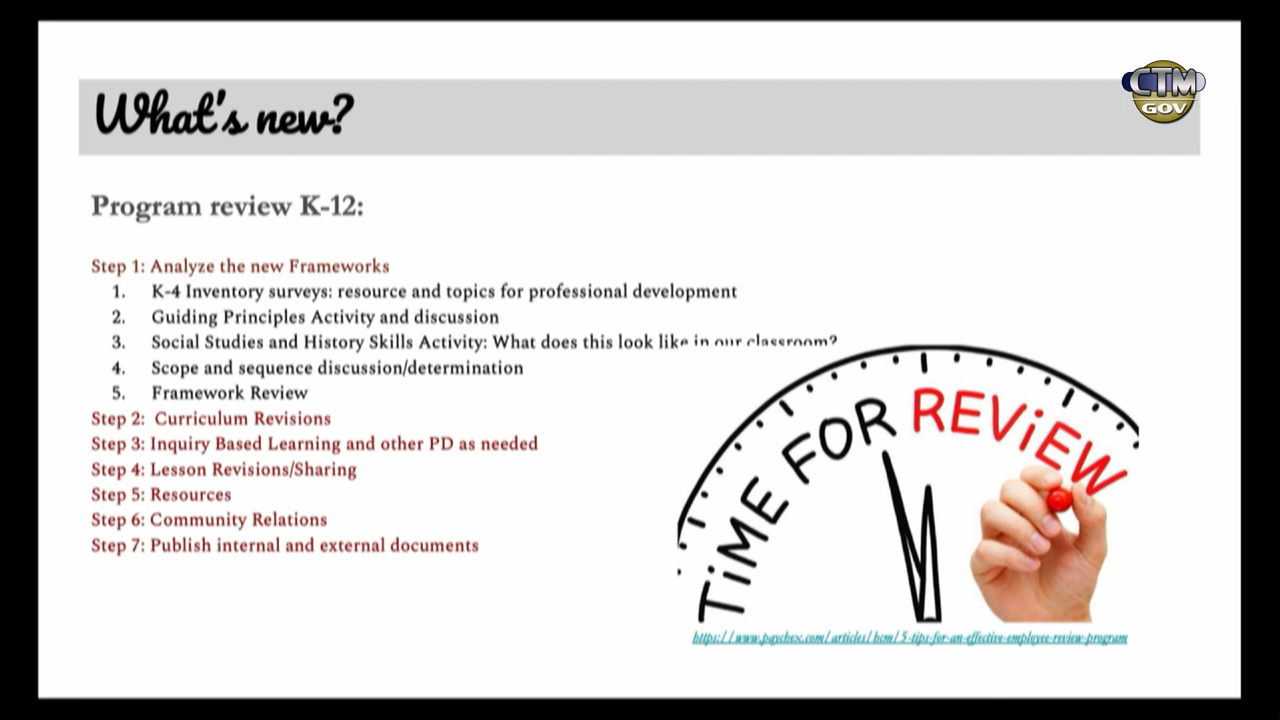 CTM
GOV
What's new?
Program review K-12:
Step 1: Analyze the new Frameworks
1. K-4 Inventory surveys: resource and topics for professional development
2. Guiding Principles Activity and discussion
3. Social Studies and History Skills Activity: What does this look like in our classroom?
4. Scope and sequence discussion/determination
5. Framework Review
Step 2: Curriculum Revisions
Step 3: Inquiry Based Learning and other PD as needed
Step 4: Lesson Revisions/Sharing
Step 5: Resources
Step 6: Community Relations
Step 7: Publish internal and external documents
TiME FOR REViEW
https://www.paychex.com/articles/hcm/5-tips-for-an-effective-employee-review-program